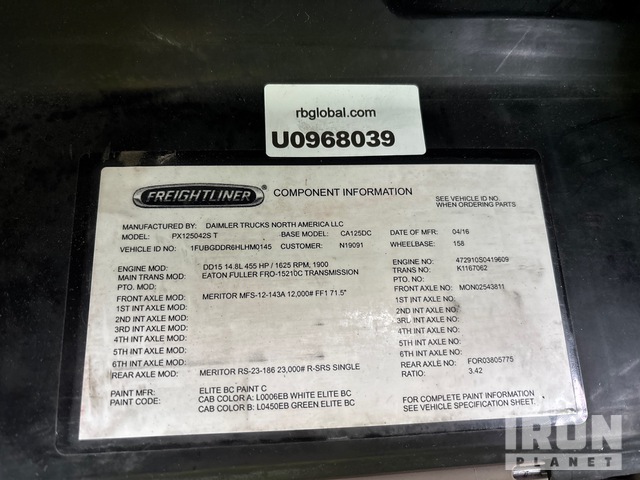 rbglobal.com
U0968039
FREIGHTLINER® COMPONENT INFORMATION
SEE VEHICLE ID NO.
WHEN ORDERING PARTS
MANUFACTURED BY: DAIMLER TRUCKS NORTH AMERICA LLC
MODEL: PX125042S T BASE MODEL: CA125DC DATE OF MFR: 04/16
VEHICLE ID NO: 1FUBGDDR6HLHM0145 CUSTOMER: N19091 WHEELBASE: 158
ENGINE MOD: DD15 14.8L 455 HP / 1625 RPM, 1900 ENGINE NO: 472910S0419609
MAIN TRANS MOD: EATON FULLER FRO-15210C TRANSMISSION TRANS NO: K1167062
PTO MOD: PTO NO:
FRONT AXLE MOD: MERITOR MFS-12-143A 12,000# FF1 71.5" FRONT AXLE NO: MON02543811
1ST INT AXLE MOD: 1ST INT AXLE NO:
2ND INT AXLE MOD: 2ND INT AXLE NO:
3RD INT AXLE MOD: 3RD INT AXLE NO:
4TH INT AXLE MOD: 4TH INT AXLE NO:
5TH INT AXLE MOD: 5TH INT AXLE NO:
6TH INT AXLE MOD: 6TH INT AXLE NO:
REAR AXLE MOD: MERITOR RS-23-186 23,000# R-SRS SINGLE REAR AXLE NO: FOR03805775
RATIO: 3.42
PAINT MFR: ELITE BC PAINT C
PAINT CODE: CAB COLOR A: L0006EB WHITE ELITE BC
CAB COLOR B: L0450EB GREEN ELITE BC
FOR COMPLETE PAINT INFORMATION
SEE VEHICLE SPECIFICATION SHEET.
IRON
PLANET